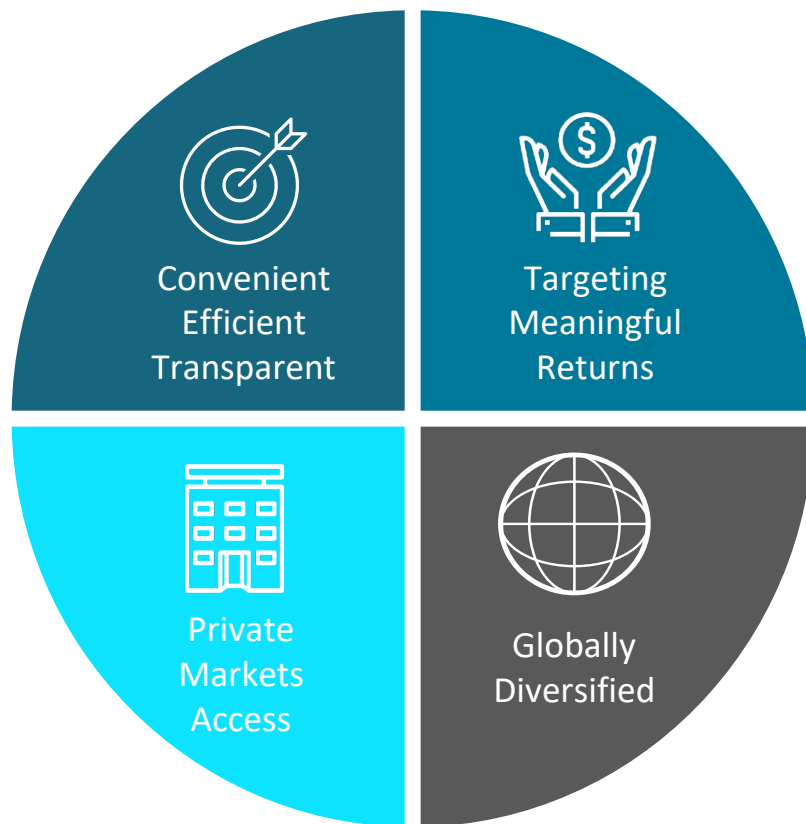 Convenient
Efficient
Transparent
$
Targeting
Meaningful
Returns
Private
Markets
Access
Globally
Diversified